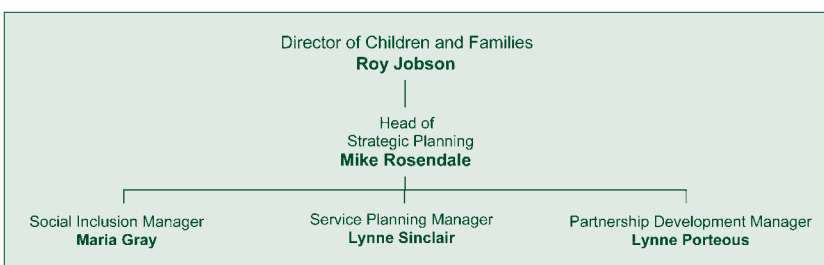 Director of Children and Families
Roy Jobson
Head of
Strategic Planning
Mike Rosendale
Social Inclusion Manager
Maria Gray
Service Planning Manager
Lynne Sinclair
Partnership Development Manager
Lynne Porteous